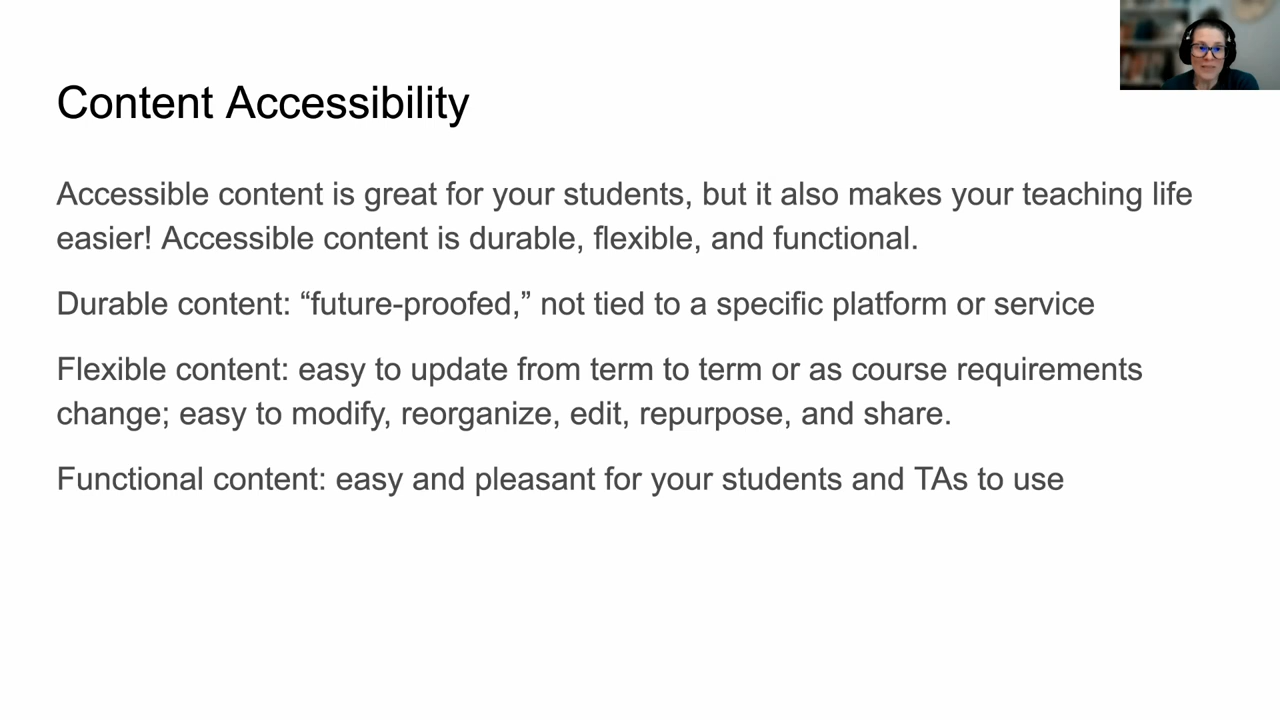 Content Accessibility
Accessible content is great for your students, but it also makes your teaching life
easier! Accessible content is durable, flexible, and functional.
Durable content: “future-proofed,” not tied to a specific platform or service
Flexible content: easy to update from term to term or as course requirements
change; easy to modify, reorganize, edit, repurpose, and share.
Functional content: easy and pleasant for your students and TAs to use